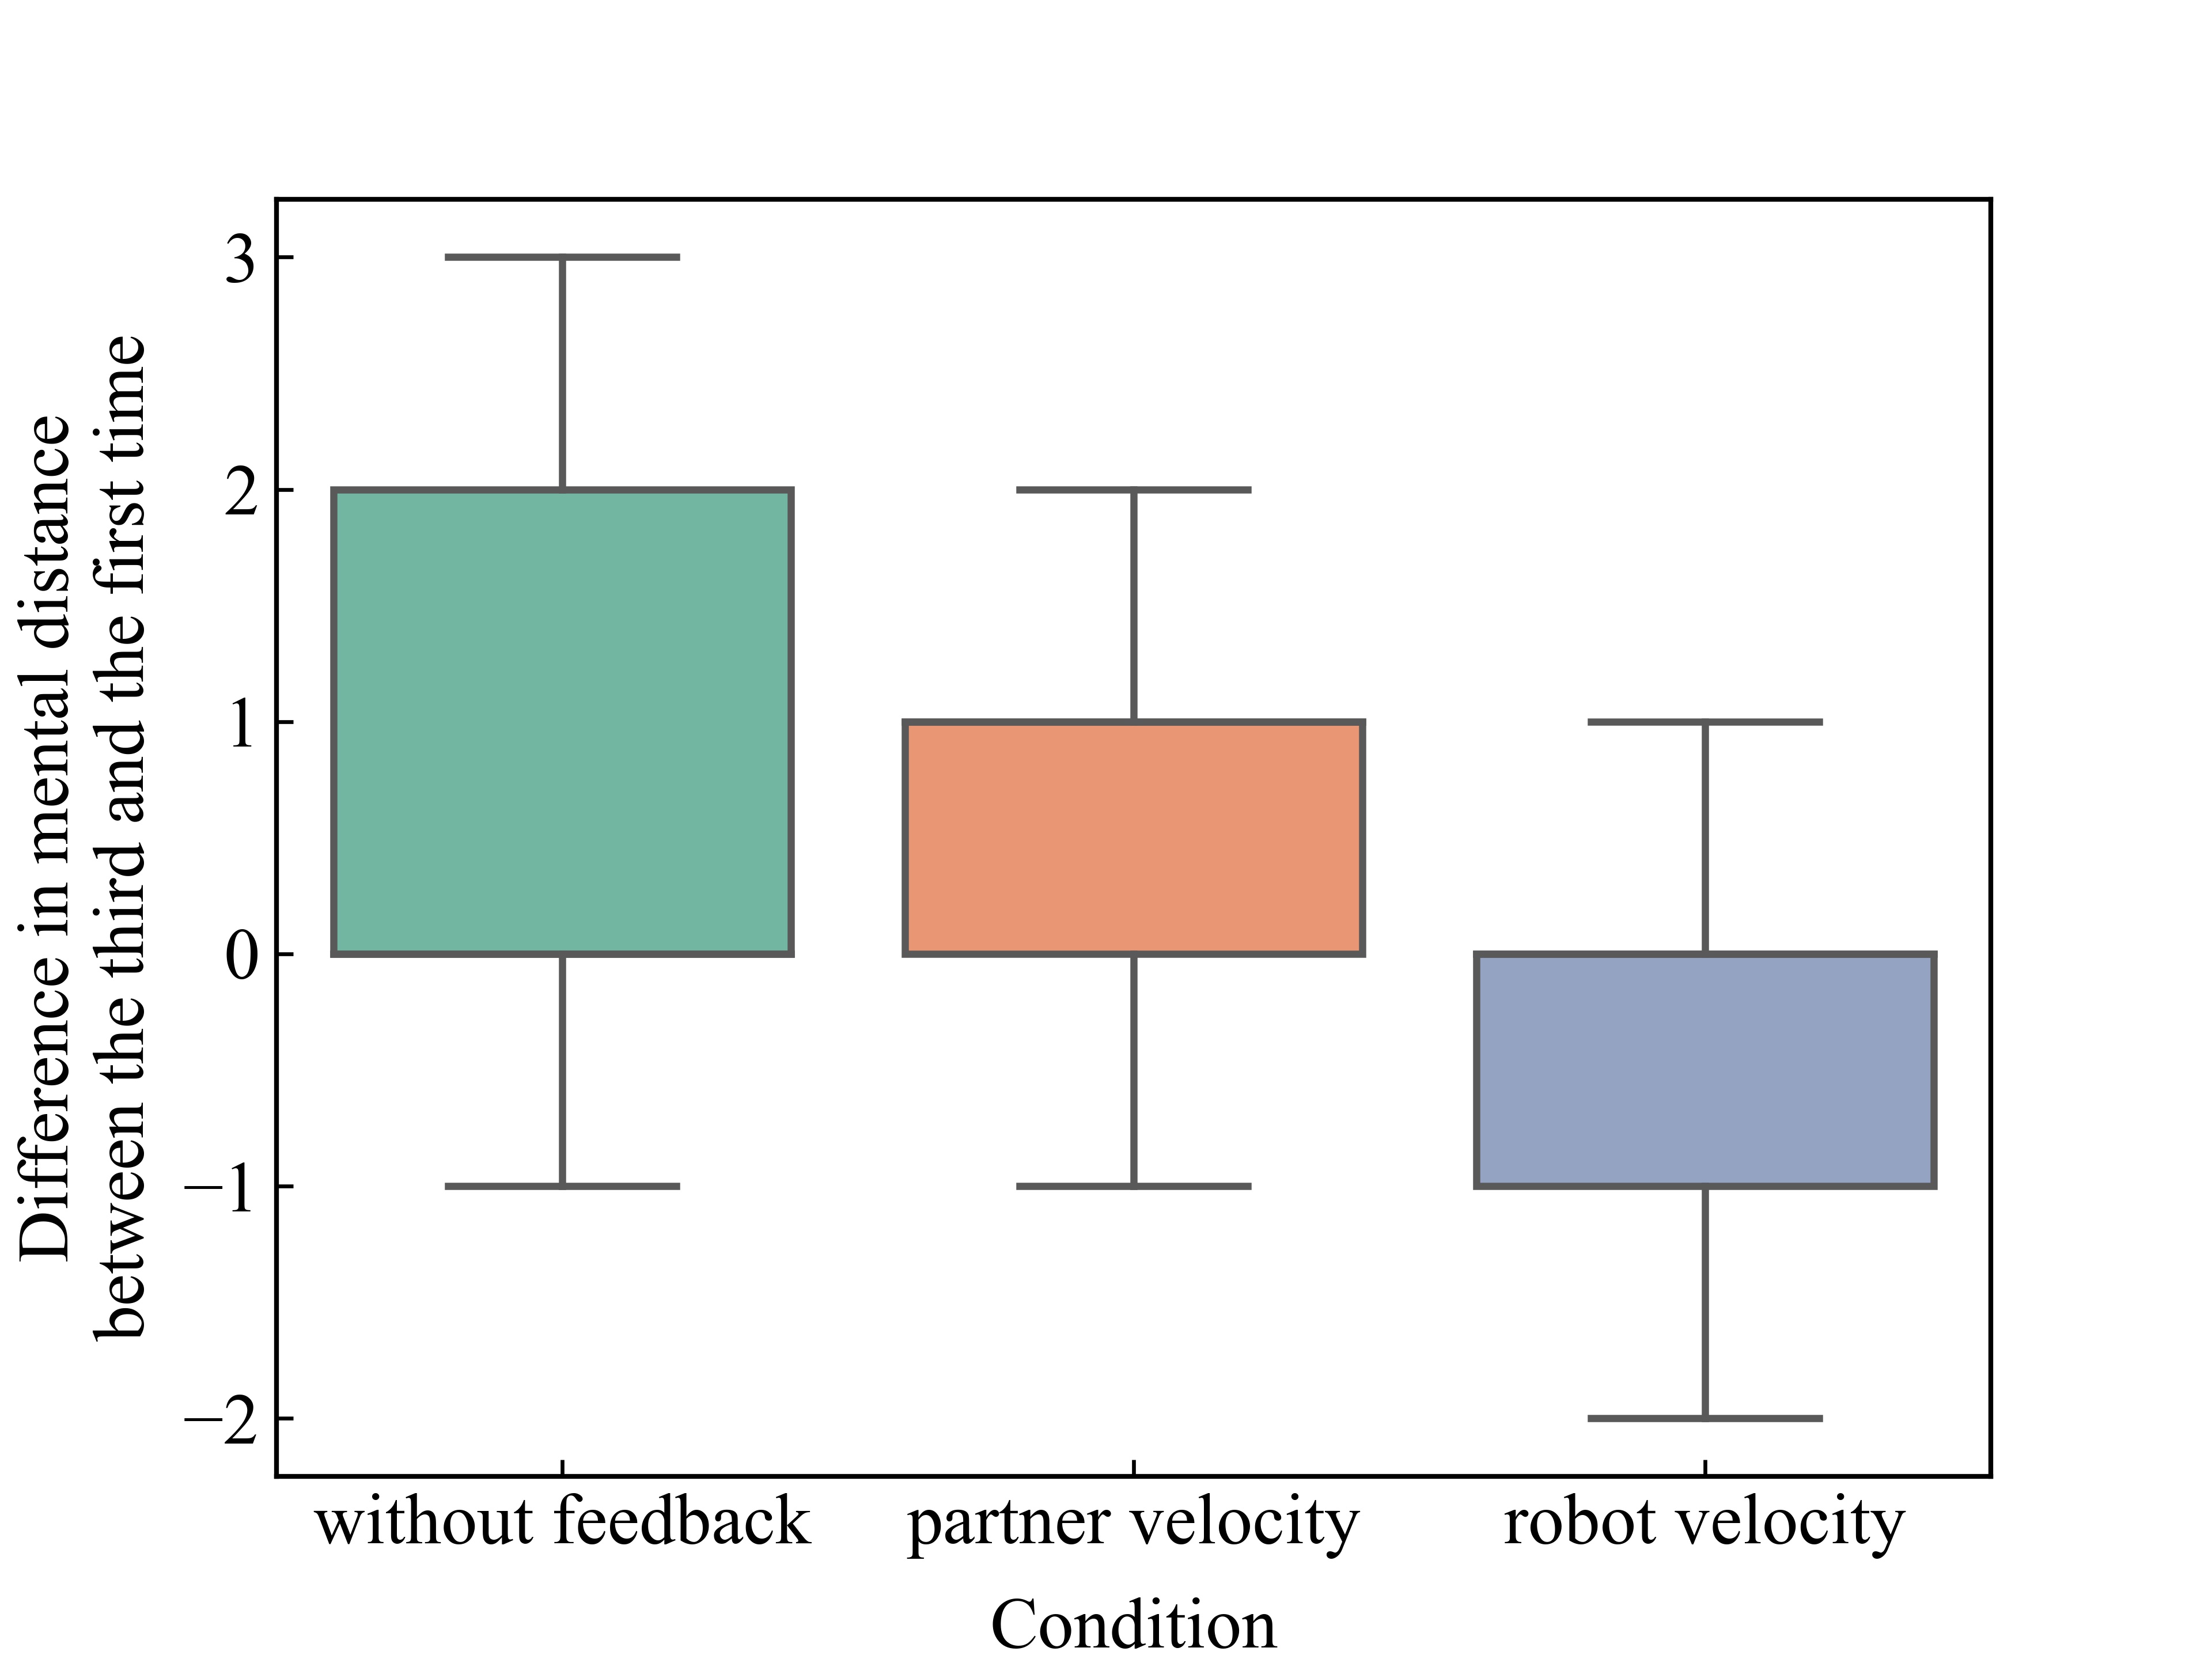 Difference in mental distance
between the third and the first time
3
2
1
0
−1
−2
without feedback partner velocity robot velocity
Condition